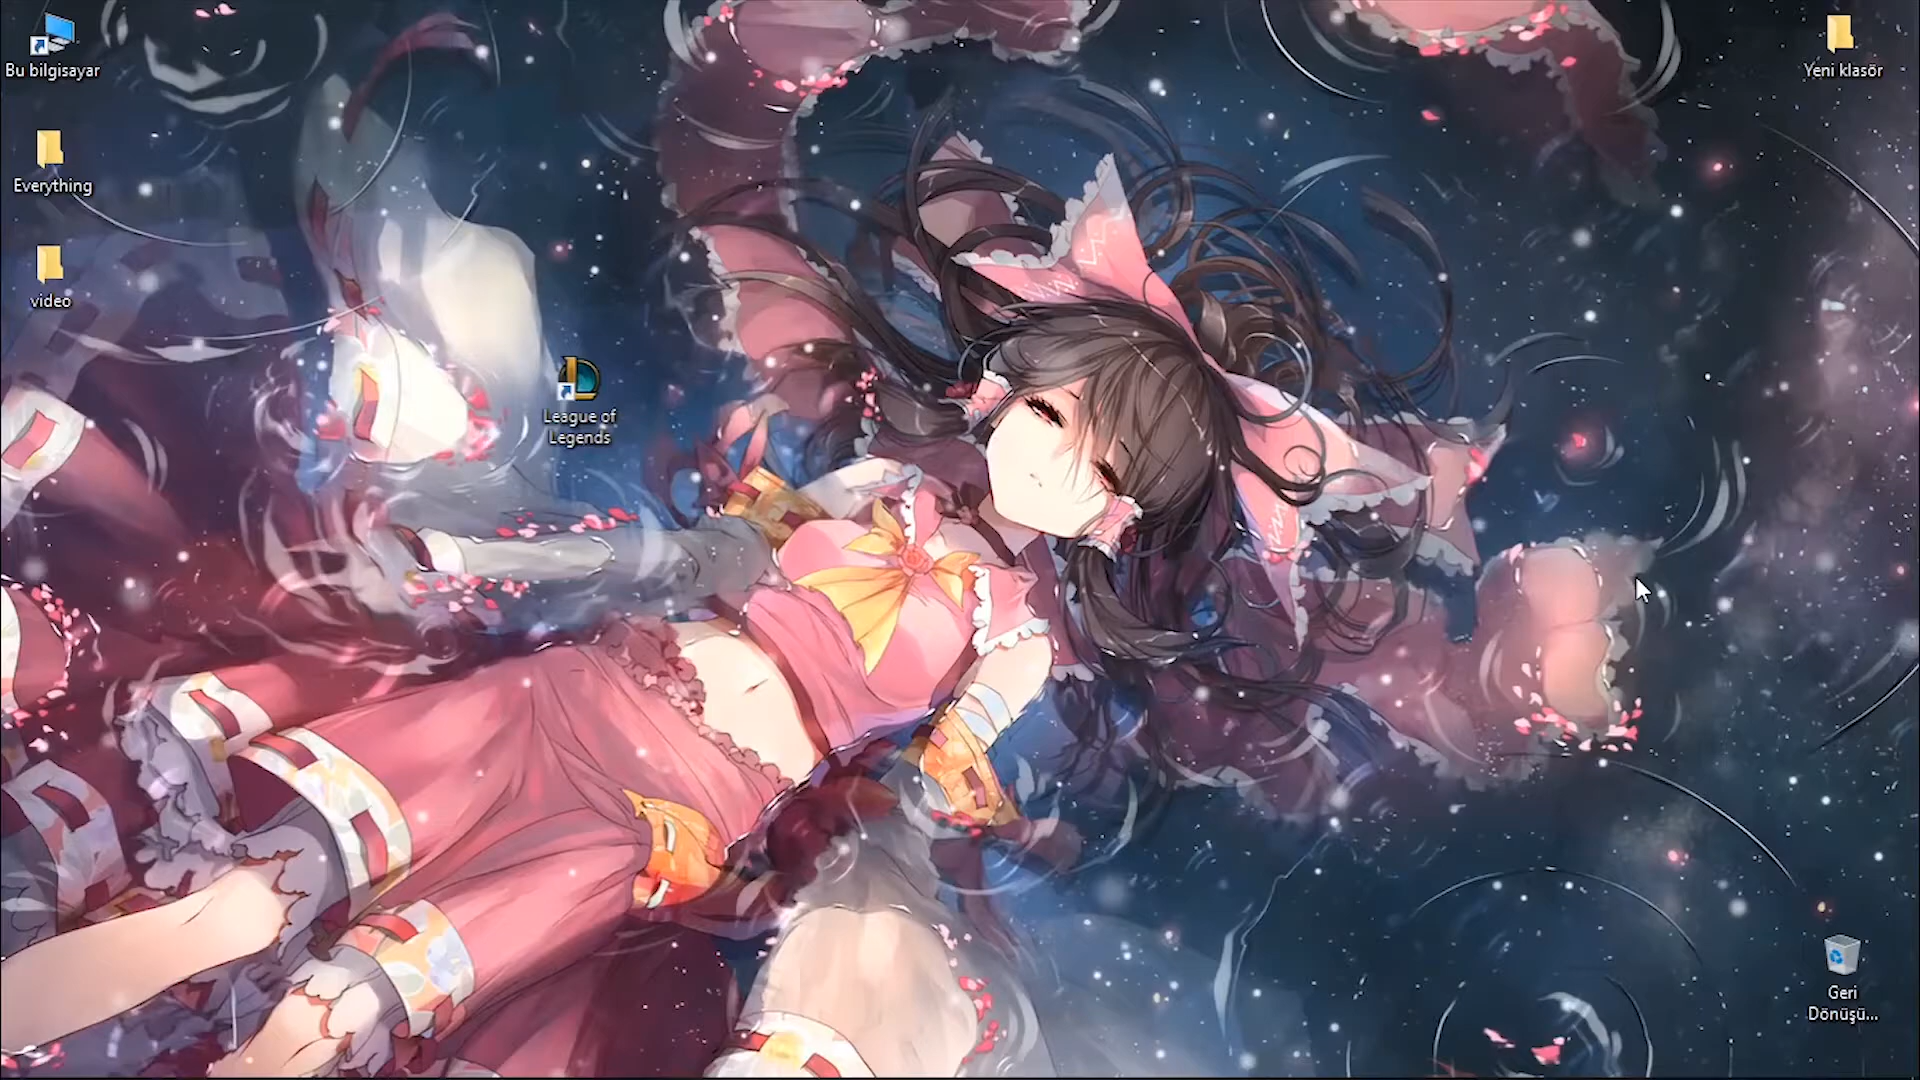 Bu bilgisayar
Everything
video
League of
Legends
Yeni klasör
Geri
Dönüşü...